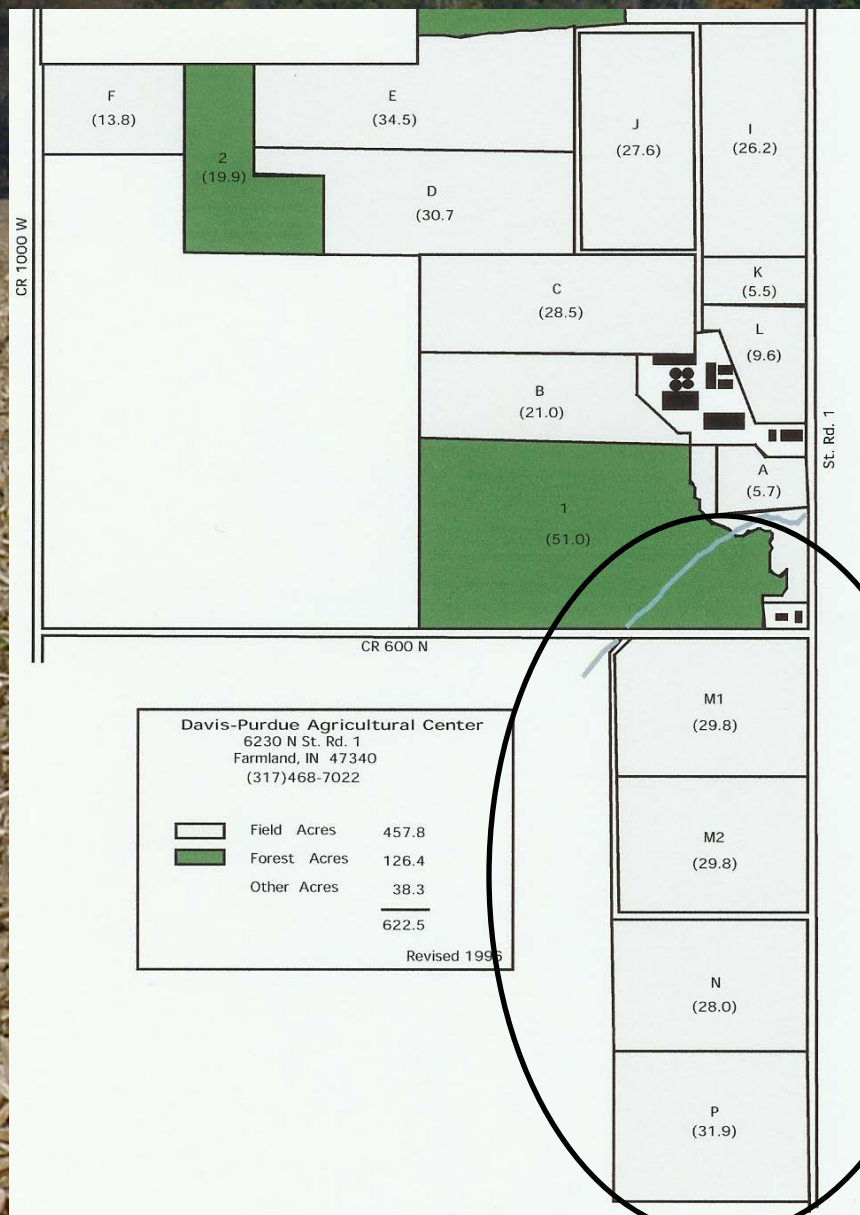 F
(13.8)
2
(19.9)
E
(34.5)
D
(30.7
J
(27.6)
I
(26.2)
K
(5.5)
L
(9.6)
C
(28.5)
B
(21.0)
A
(5.7)
1
(51.0)
CR 1000 W
St. Rd. 1
CR 600 N
M1
(29.8)
M2
(29.8)
N
(28.0)
P
(31.9)
Davis-Purdue Agricultural Center
6230 N St. Rd. 1
Farmland, IN 47340
(317)468-7022
Field Acres 457.8
Forest Acres 126.4
Other Acres 38.3
622.5
Revised 1996